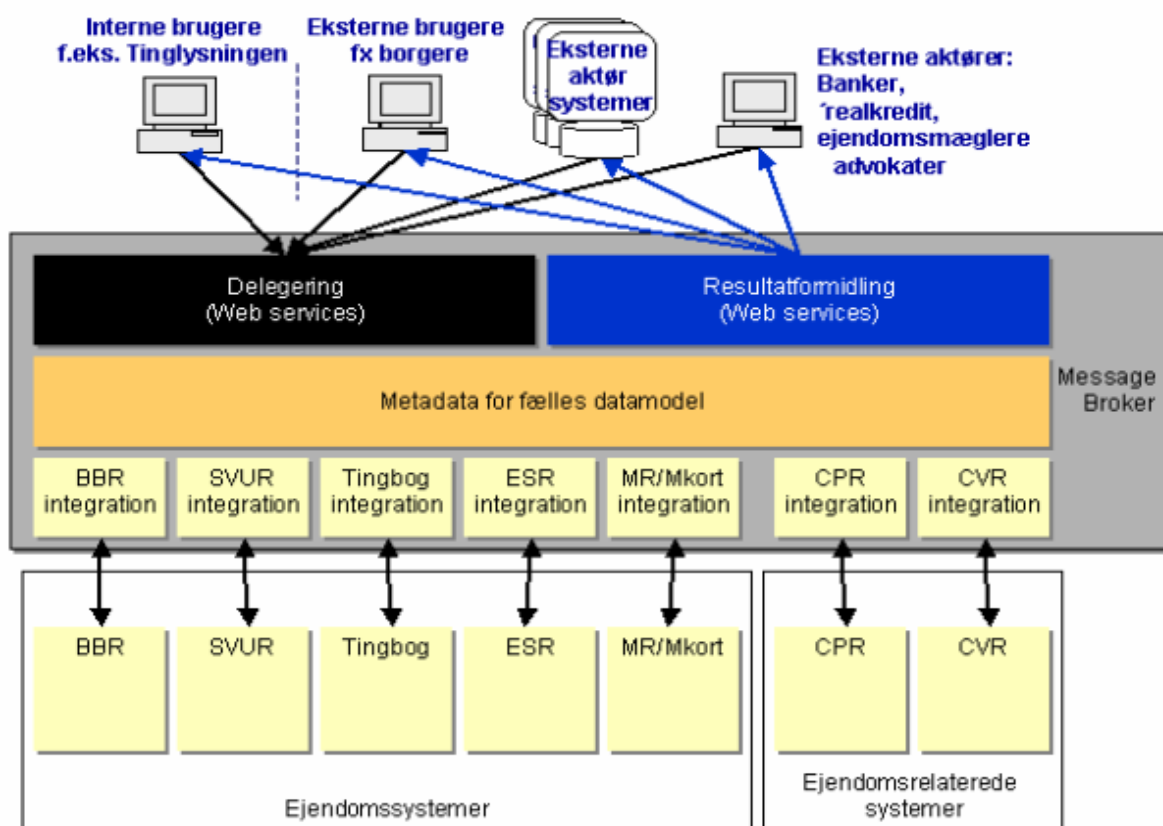 Interne brugere
f.eks. Tinglysningen
Eksterne brugere
fx borgere
Eksterne
aktør
systemer
Eksterne aktører:
Banker,
´realkredit,
ejendomsmæglere
advokater
Delegering
(Web services)
Resultatformidling
(Web services)
Metadata for fælles datamodel
Message
Broker
BBR
integration
SVUR
integration
Tingbog
integration
ESR
integration
MR/Mkort
integration
CPR
integration
CVR
integration
BBR
SVUR
Tingbog
ESR
MR/Mkort
CPR
CVR
Ejendomssystemer
Ejendomsrelaterede
systemer